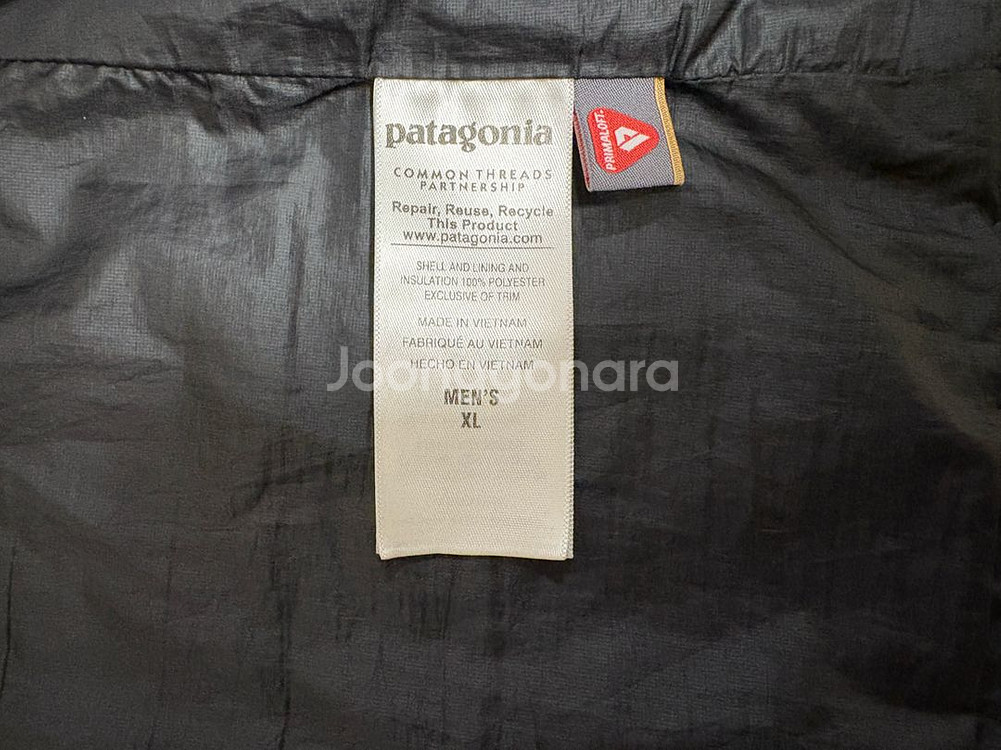 patagonia
COMMON THREADS
PARTNERSHIP
Repair, Reuse, Recycle
This Product
www.patagonia.com
SHELL AND LINING AND
INSULATION 100% POLYESTER
EXCLUSIVE OF TRIM
MADE IN VIETNAM
FABRIQUÉ AU VIETNAM
HECHO EN VIETNAM
MEN'S
XL
PRIMALOFT
Joonggonara